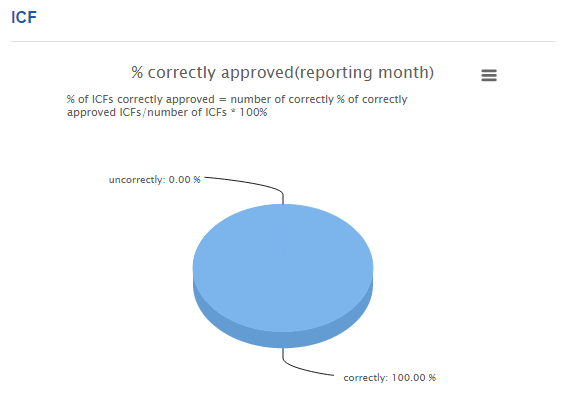 ICF
% correctly approved(reporting month)
% of ICFs correctly approved = number of correctly % of correctly
approved ICFs/number of ICFs * 100%
uncorrectly: 0.00 %
correctly: 100.00 %